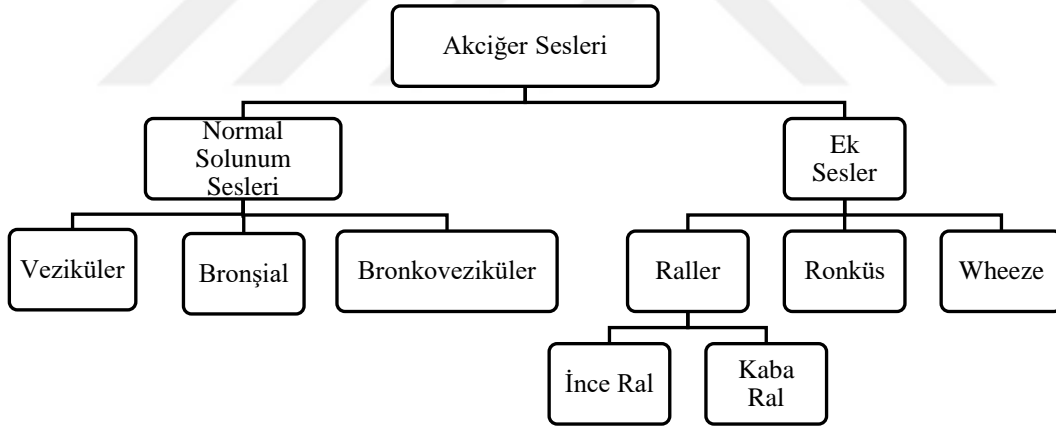 Akciğer Sesleri
Normal
Solunum
Sesleri
Ek
Sesler
Veziküler
Bronşial
Bronkoveziküler
Raller
Ronküs
Wheeze
İnce Ral
Kaba
Ral